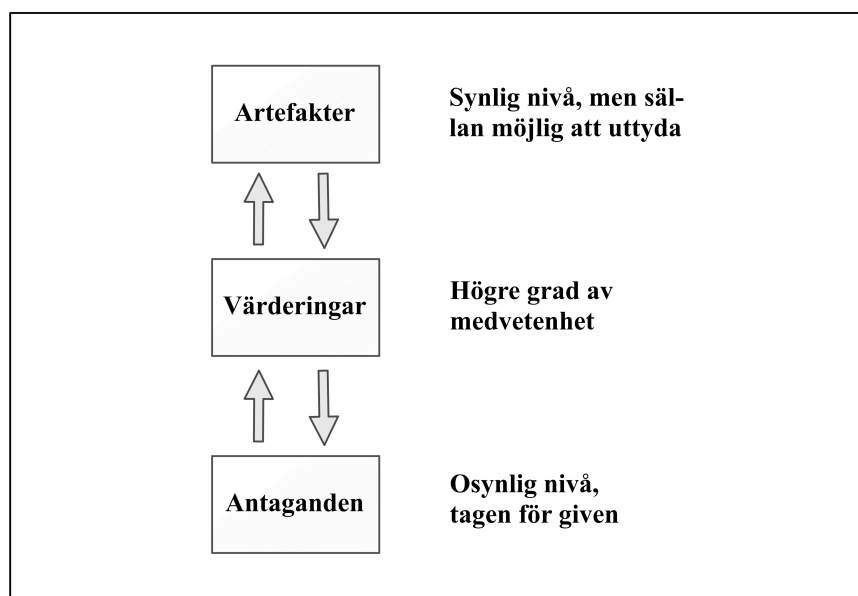 Artefakter
Synlig nivå, men säl-
lan möjlig att uttyda
Värderingar
Högre grad av
medvetenhet
Antaganden
Osynlig nivå,
tagen för given